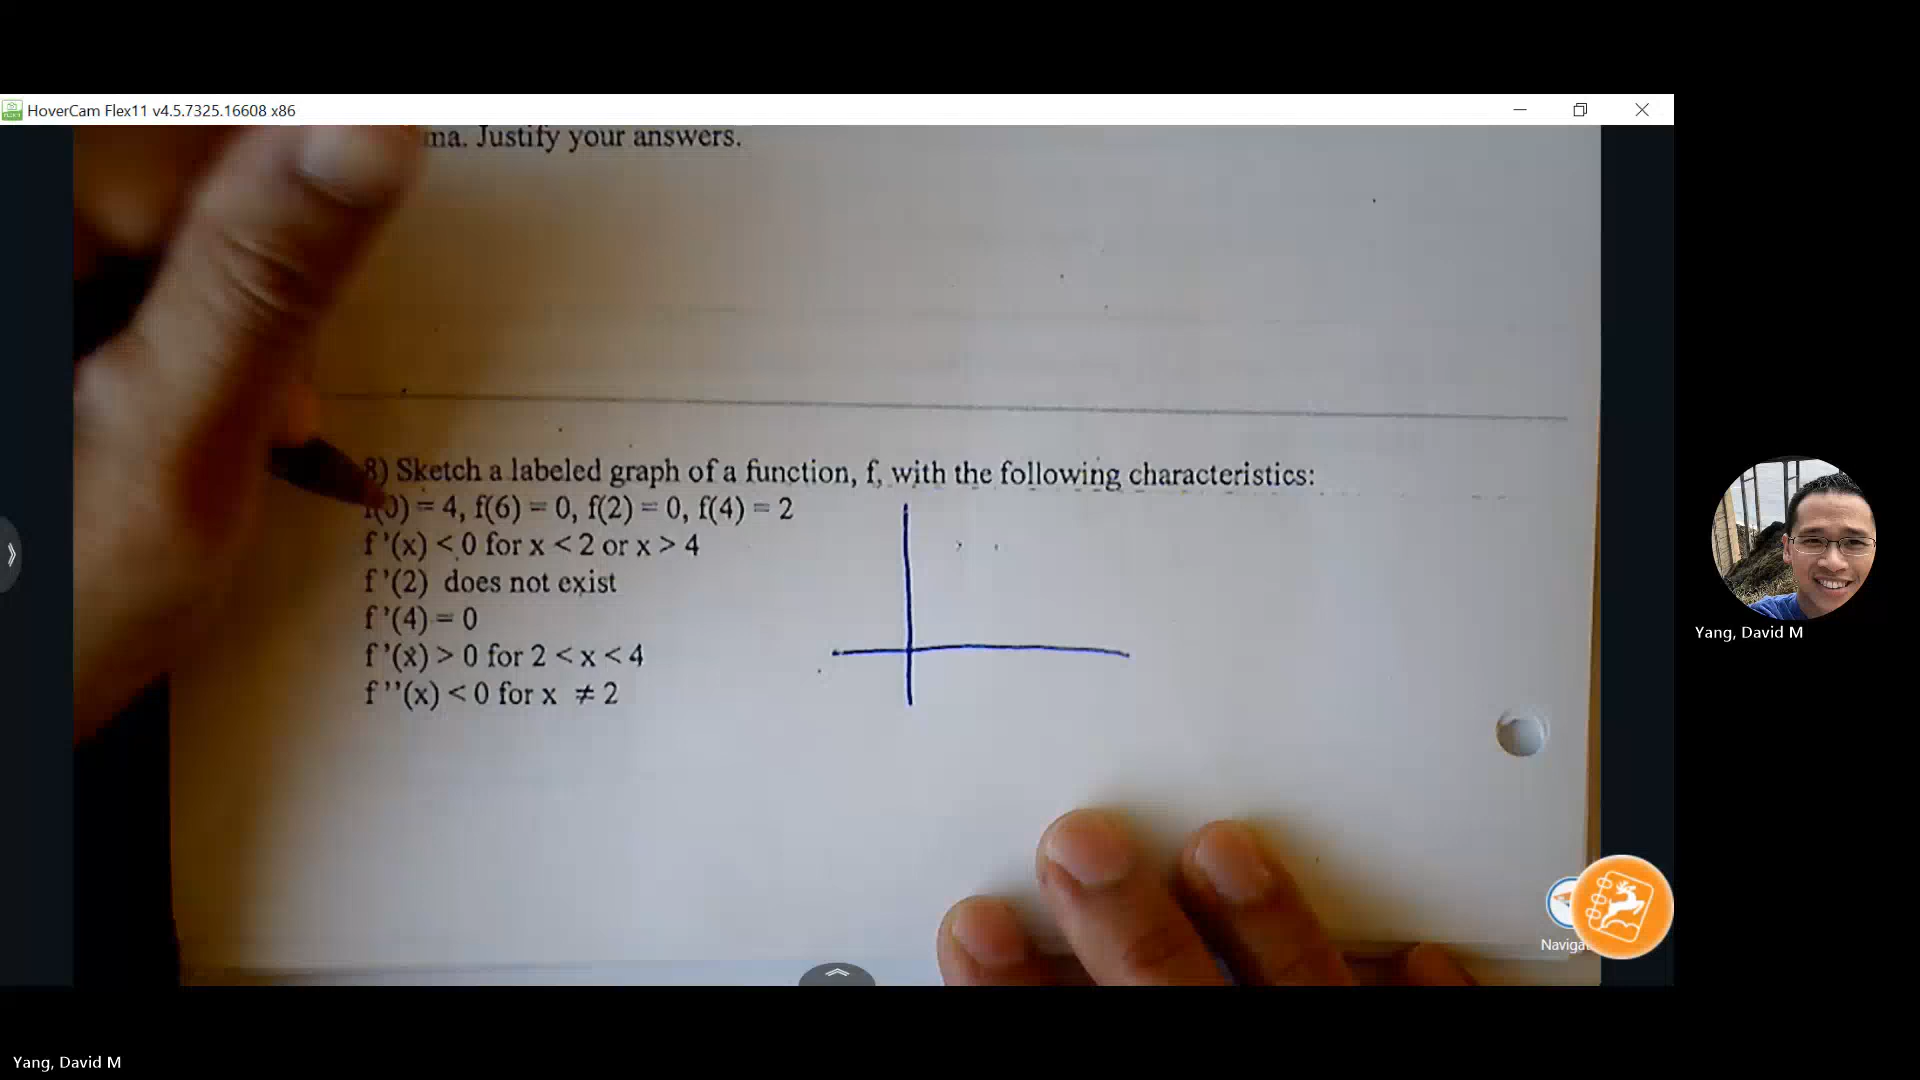 HoverCam Flex11 v4.5.7325.16608 x86
ma. Justify your answers.
8) Sketch a labeled graph of a function, f, with the following characteristics:
f(0) = 4, f(6) = 0, f(2) = 0, f(4) = 2
f '(x) < 0 for x < 2 or x > 4
f '(2) does not exist
f '(4) = 0
f '(x) > 0 for 2 < x < 4
f ''(x) < 0 for x ≠ 2
Yang, David M
Yang, David M